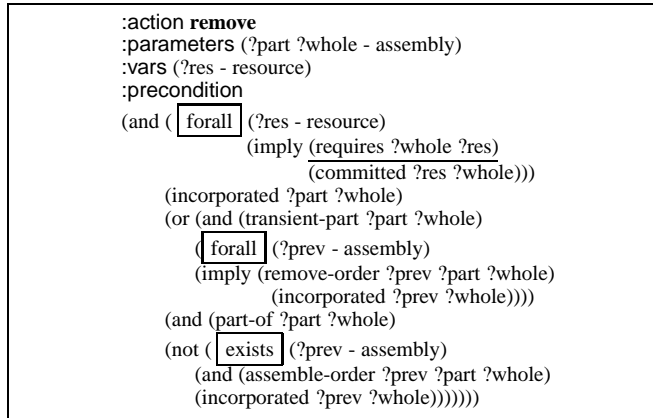 :action remove
:parameters (?part ?whole - assembly)
:vars (?res - resource)
:precondition
(and ( forall (?res - resource)
(imply (requires ?whole ?res)
(committed ?res ?whole)))
(incorporated ?part ?whole)
(or (and (transient-part ?part ?whole)
( forall (?prev - assembly)
(imply (remove-order ?prev ?part ?whole)
(incorporated ?prev ?whole))))
(and (part-of ?part ?whole)
(not ( exists (?prev - assembly)
(and (assemble-order ?prev ?part ?whole)
(incorporated ?prev ?whole)))))))